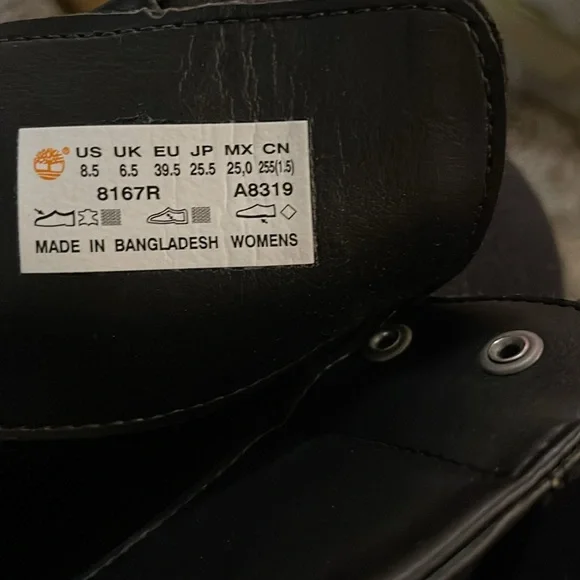 US UK EU JP MX CN
8.5 6.5 39.5 25.5 25,0 255(1.5)
8167R A8319
MADE IN BANGLADESH WOMENS